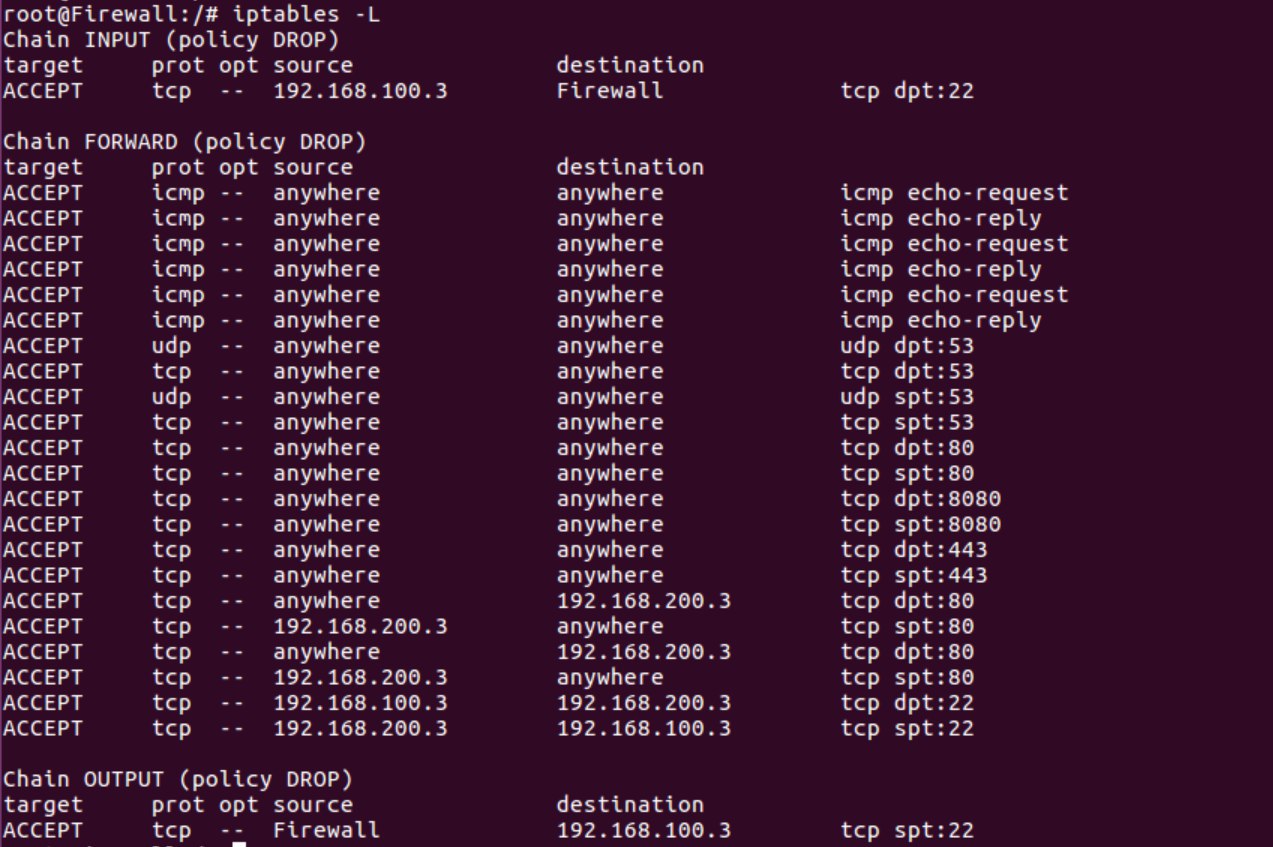 root@Firewall:/# iptables -L
Chain INPUT (policy DROP)
target     prot opt source               destination
ACCEPT     tcp  --  192.168.100.3        Firewall             tcp dpt:22

Chain FORWARD (policy DROP)
target     prot opt source               destination
ACCEPT     icmp --  anywhere             anywhere             icmp echo-request
ACCEPT     icmp --  anywhere             anywhere             icmp echo-reply
ACCEPT     icmp --  anywhere             anywhere             icmp echo-request
ACCEPT     icmp --  anywhere             anywhere             icmp echo-reply
ACCEPT     icmp --  anywhere             anywhere             icmp echo-request
ACCEPT     icmp --  anywhere             anywhere             icmp echo-reply
ACCEPT     udp  --  anywhere             anywhere             udp dpt:53
ACCEPT     tcp  --  anywhere             anywhere             tcp dpt:53
ACCEPT     udp  --  anywhere             anywhere             udp spt:53
ACCEPT     tcp  --  anywhere             anywhere             tcp spt:53
ACCEPT     tcp  --  anywhere             anywhere             tcp dpt:80
ACCEPT     tcp  --  anywhere             anywhere             tcp spt:80
ACCEPT     tcp  --  anywhere             anywhere             tcp dpt:8080
ACCEPT     tcp  --  anywhere             anywhere             tcp spt:8080
ACCEPT     tcp  --  anywhere             anywhere             tcp dpt:443
ACCEPT     tcp  --  anywhere             anywhere             tcp spt:443
ACCEPT     tcp  --  anywhere             192.168.200.3        tcp dpt:80
ACCEPT     tcp  --  192.168.200.3        anywhere             tcp spt:80
ACCEPT     tcp  --  anywhere             192.168.200.3        tcp dpt:80
ACCEPT     tcp  --  192.168.200.3        anywhere             tcp spt:80
ACCEPT     tcp  --  192.168.100.3        192.168.200.3        tcp dpt:22
ACCEPT     tcp  --  192.168.200.3        192.168.100.3        tcp spt:22

Chain OUTPUT (policy DROP)
target     prot opt source               destination
ACCEPT     tcp  --  Firewall             192.168.100.3        tcp spt:22